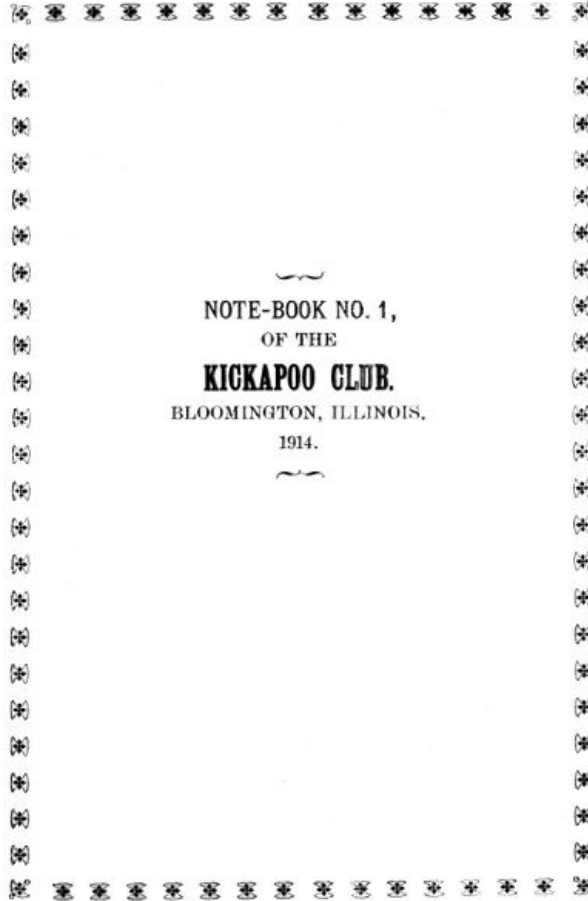 NOTE-BOOK NO. 1,
OF THE
KICKAPOO CLUB.
BLOOMINGTON, ILLINOIS.
1914.